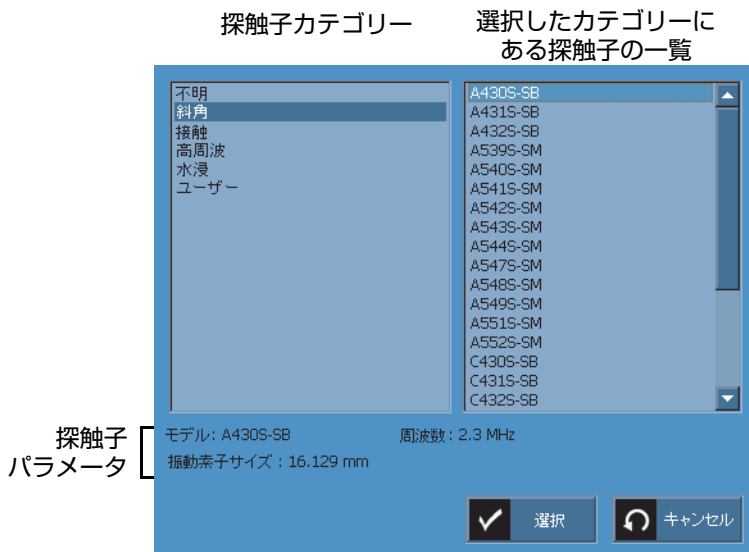 探触子カテゴリー
選択したカテゴリーに
ある探触子の一覧
不明
斜角
接触
高周波
水浸
ユーザー
A430S-SB
A431S-SB
A432S-SB
A539S-SM
A540S-SM
A541S-SM
A542S-SM
A543S-SM
A544S-SM
A547S-SM
A548S-SM
A549S-SM
A551S-SM
A552S-SM
C430S-SB
C431S-SB
C432S-SB
探触子
パラメータ
モデル: A430S-SB
周波数: 2.3 MHz
振動素子サイズ: 16.129 mm
選択
キャンセル